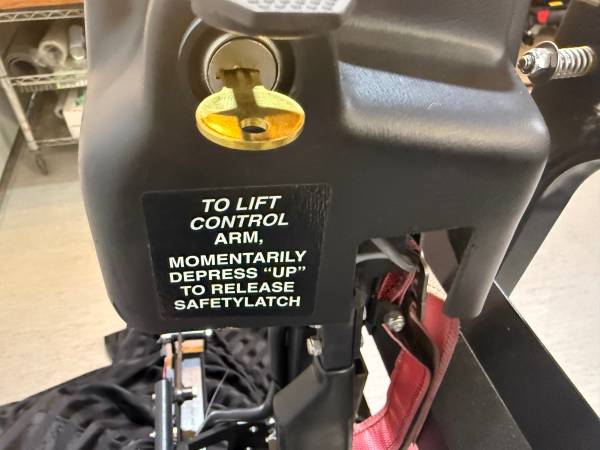 TO LIFT
CONTROL
ARM,
MOMENTARILY
DEPRESS “UP”
TO RELEASE
SAFETYLATCH